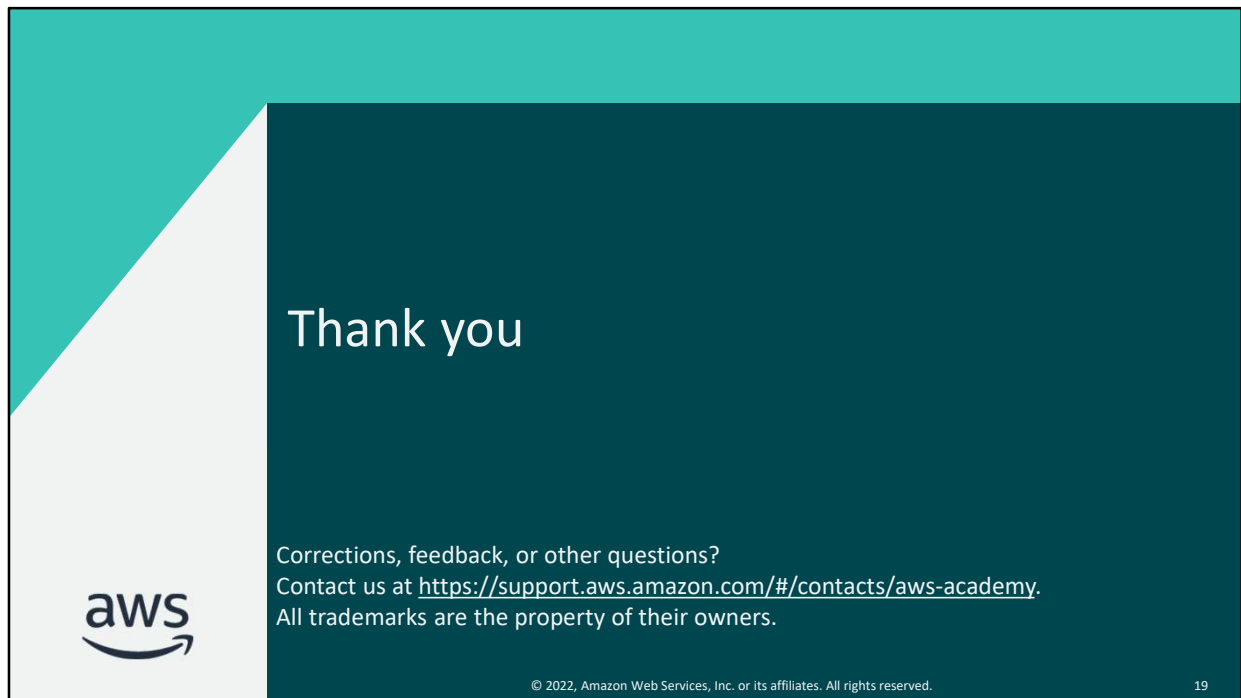 Thank you
Corrections, feedback, or other questions?
Contact us at https://support.aws.amazon.com/#/contacts/aws-academy.
All trademarks are the property of their owners.
aws
© 2022, Amazon Web Services, Inc. or its affiliates. All rights reserved.
19